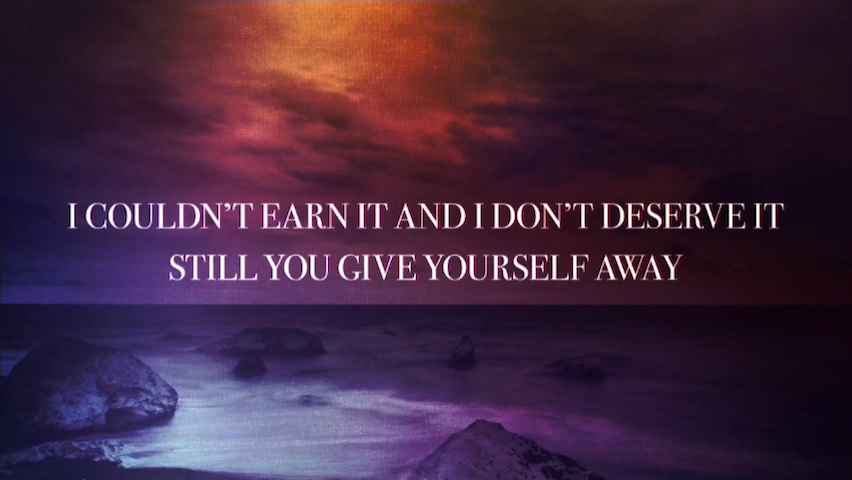 I COULDN’T EARN IT AND I DON’T DESERVE IT
STILL YOU GIVE YOURSELF AWAY